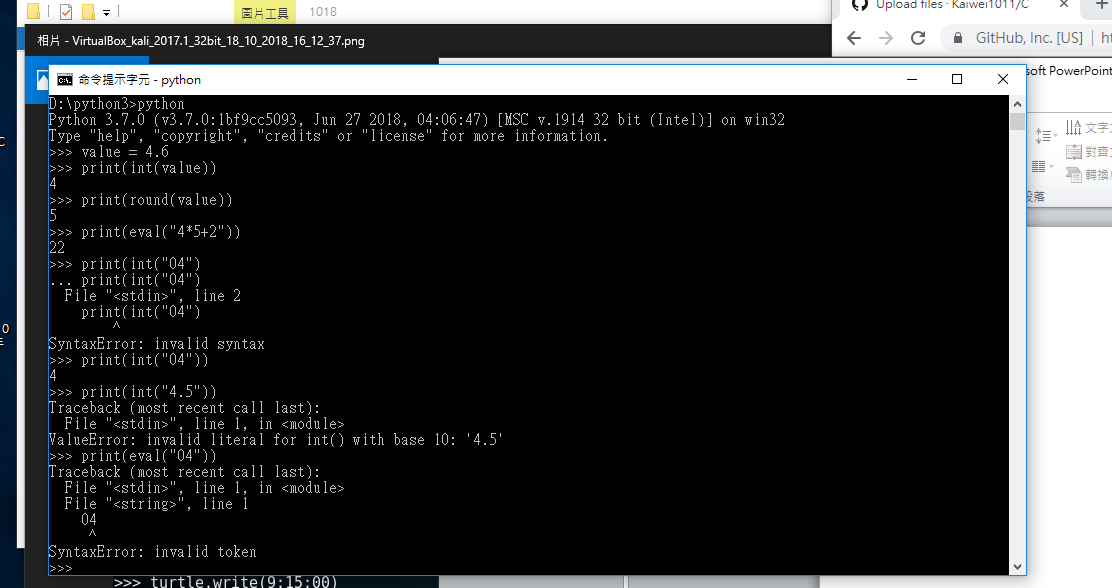 圖片工具 1018
Upload files · Kaiwei1011/C
相片 - VirtualBox_kali_2017.1_32bit_18_10_2018_16_12_37.png
GitHub, Inc. [US] | ht
命令提示字元 - python
soft PowerPoint
D:\python3>python
Python 3.7.0 (v3.7.0:1bf9cc5093, Jun 27 2018, 04:06:47) [MSC v.1914 32 bit (Intel)] on win32
Type "help", "copyright", "credits" or "license" for more information.
>>> value = 4.6
>>> print(int(value))
4
>>> print(round(value))
5
>>> print(eval("4*5+2"))
22
>>> print(int("04")
... print(int("04")
  File "<stdin>", line 2
    print(int("04")
        ^
SyntaxError: invalid syntax
>>> print(int("04"))
4
>>> print(int("4.5"))
Traceback (most recent call last):
  File "<stdin>", line 1, in <module>
ValueError: invalid literal for int() with base 10: '4.5'
>>> print(eval("04"))
Traceback (most recent call last):
  File "<stdin>", line 1, in <module>
  File "<string>", line 1
    04
     ^
SyntaxError: invalid token
>>>
文字
對齊
轉換
段落
>>> turtle.write(9:15:00)